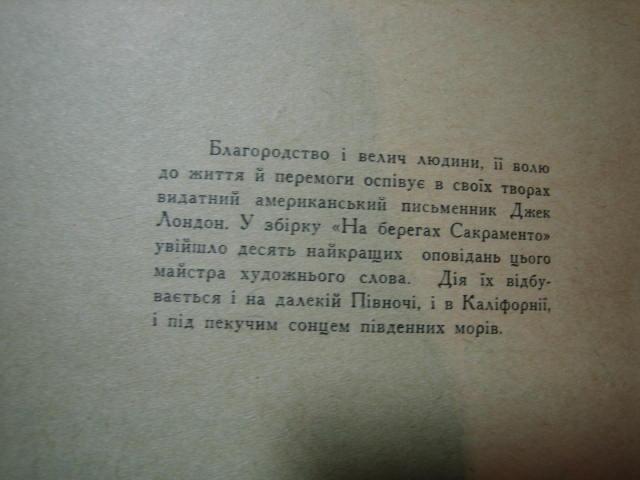 Благородство і велич людини, її волю
до життя й перемоги оспівує в своїх творах
видатний американський письменник Джек
Лондон. У збірку «На берегах Сакраменто»
увійшло десять найкращих оповідань цього
майстра художнього слова. Дія їх відбу-
вається і на далекій Півночі, і в Каліфорнії,
і під пекучим сонцем південних морів.